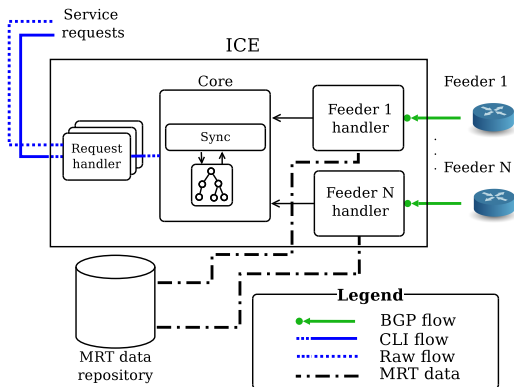 Service
requests
ICE
Core
Sync
Request
handler
Feeder 1
handler
Feeder N
handler
Feeder 1
Feeder N
MRT data
repository
Legend
BGP flow
CLI flow
Raw flow
MRT data